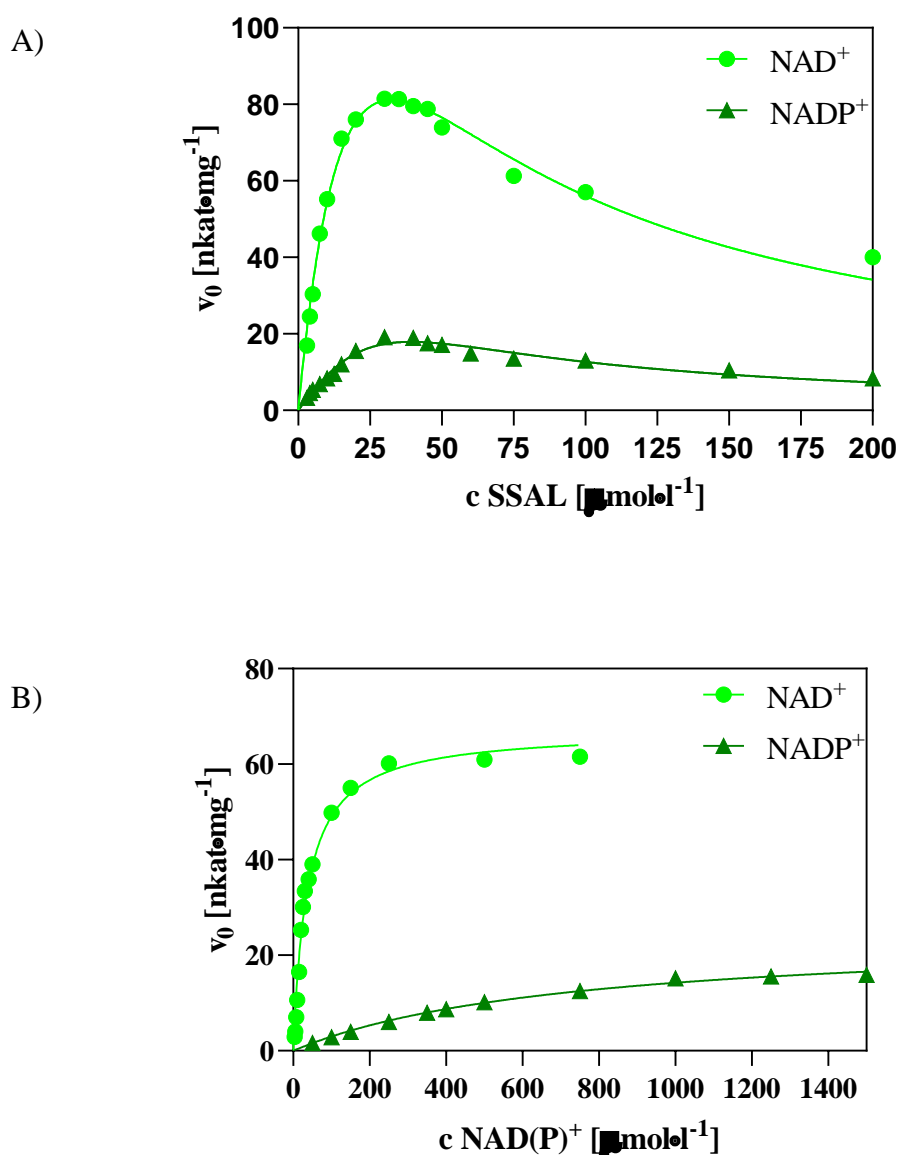 A)
100
80
60
40
20
0
v0 [nkat•mg-1]
NAD+
NADP+
0 25 50 75 100 125 150 175 200
c SSAL [µmol•l-1]
B)
80
60
40
20
0
v0 [nkat•mg-1]
NAD+
NADP+
0 200 400 600 800 1000 1200 1400
c NAD(P)+ [µmol•l-1]